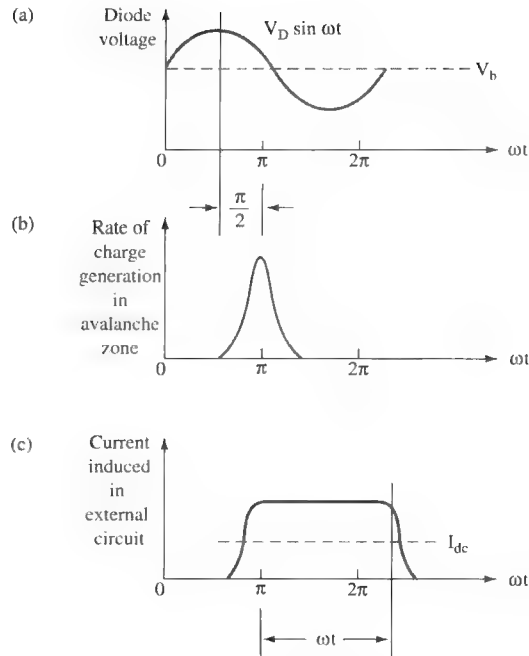 (a)
Diode
voltage
V_D sin ωt
V_b
0
π
2π
ωt
π/2
(b)
Rate of
charge
generation
in
avalanche
zone
0
π
2π
ωt
(c)
Current
induced
in
external
circuit
I_dc
0
π
2π
ωt
ωt